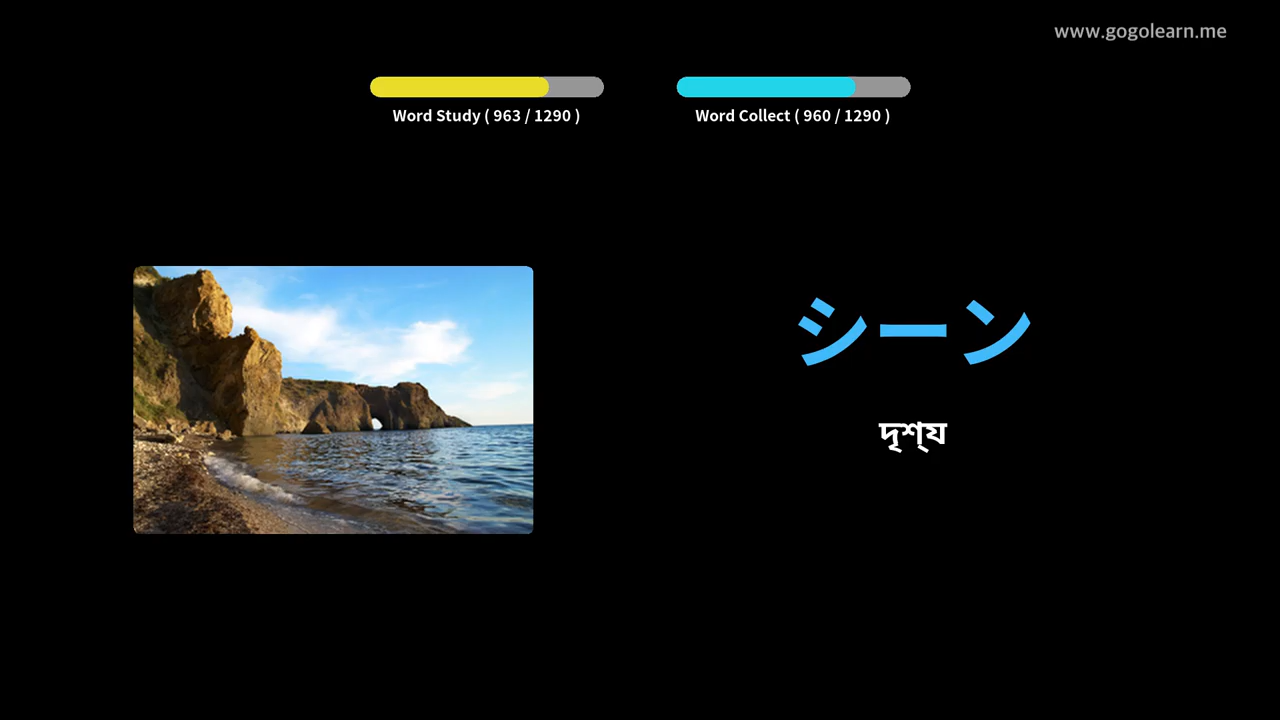 www.gogolearn.me
Word Study ( 963 / 1290 )
Word Collect ( 960 / 1290 )
シーン
দৃশ্য